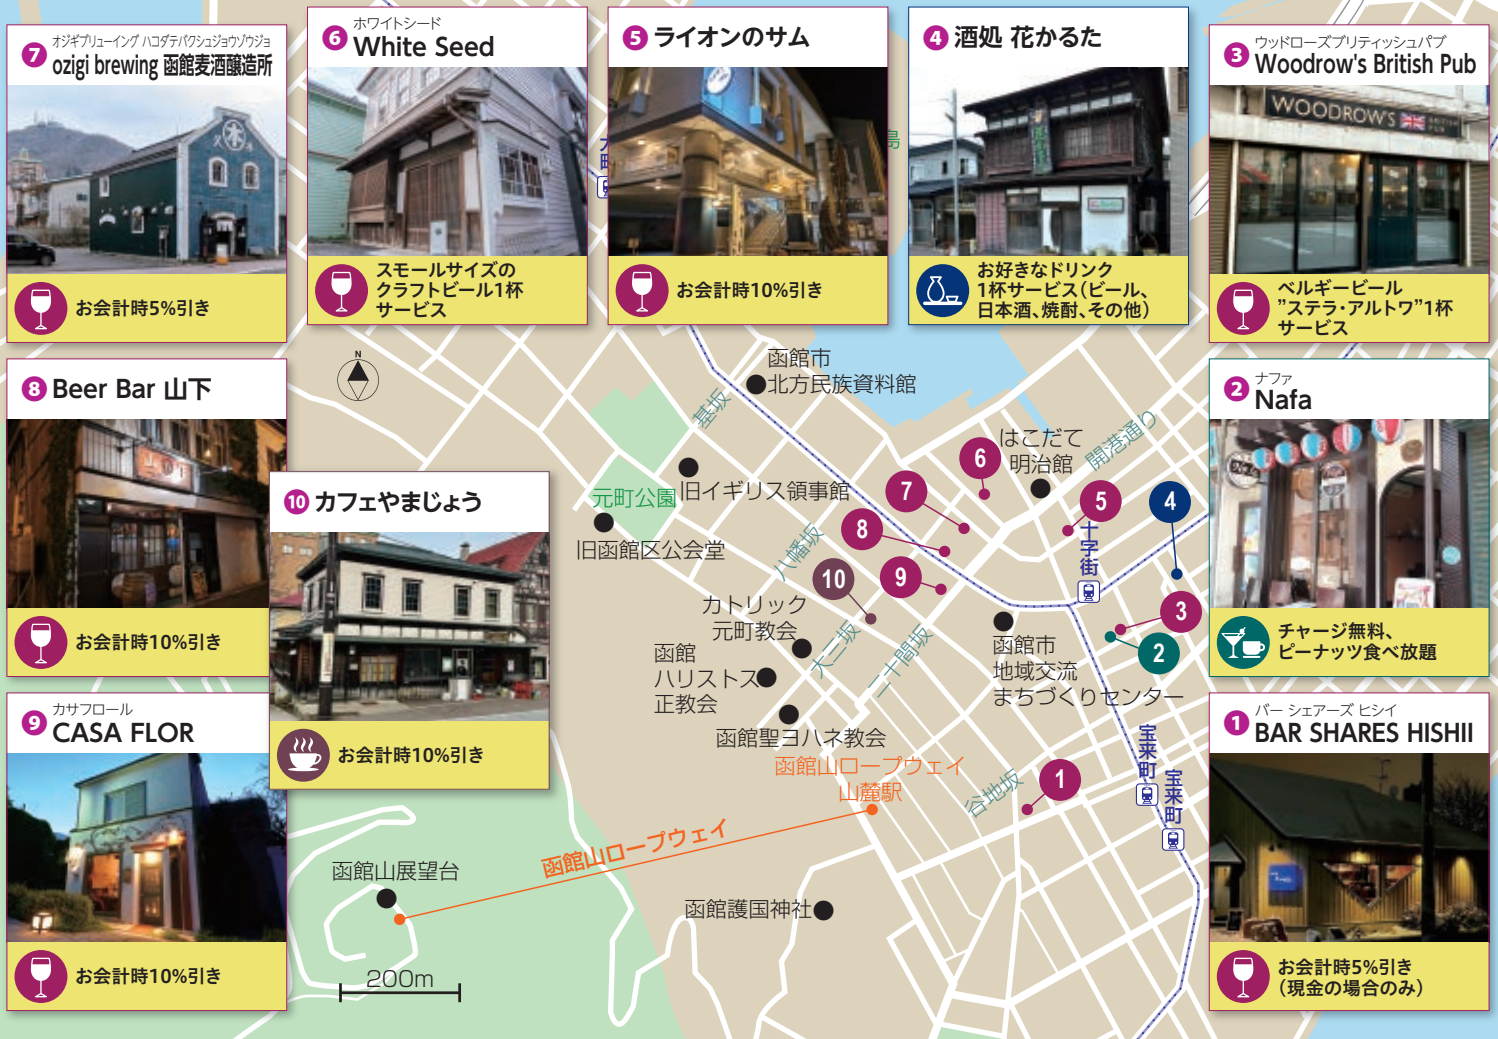 7
オジギブリューイング ハコダテバクシュジョウゾウジョ
ozigi brewing 函館麦酒醸造所
お会計時5%引き
6
ホワイトシード
White Seed
スモールサイズの
クラフトビール1杯
サービス
5 ライオンのサム
お会計時10%引き
4 酒処 花かるた
お好きなドリンク
1杯サービス(ビール、
日本酒、焼酎、その他)
3
ウッドローズブリティッシュパブ
Woodrow's British Pub
WOODROW'S BRITISH PUB
ベルギービール
”ステラ・アルトワ”1杯
サービス
8 Beer Bar 山下
お会計時10%引き
10 カフェやまじょう
お会計時10%引き
9
カサフロール
CASA FLOR
お会計時10%引き
2
ナファ
Nafa
チャージ無料、
ピーナッツ食べ放題
1
バー シェアーズ ヒシイ
BAR SHARES HISHII
お会計時5%引き
(現金の場合のみ)
N
島
函館市
北方民族資料館
基坂
はこだて
明治館
開港通り
元町公園
旧イギリス領事館
旧函館区公会堂
八幡坂
6
7
8
9
10
5
4
十字街
3
2
カトリック
元町教会
大三坂
二十間坂
函館
ハリストス
正教会
函館市
地域交流
まちづくりセンター
函館聖ヨハネ教会
函館山ロープウェイ
山麓駅
谷地坂
1
宝来町
宝来町
函館山ロープウェイ
函館山展望台
函館護国神社
200m